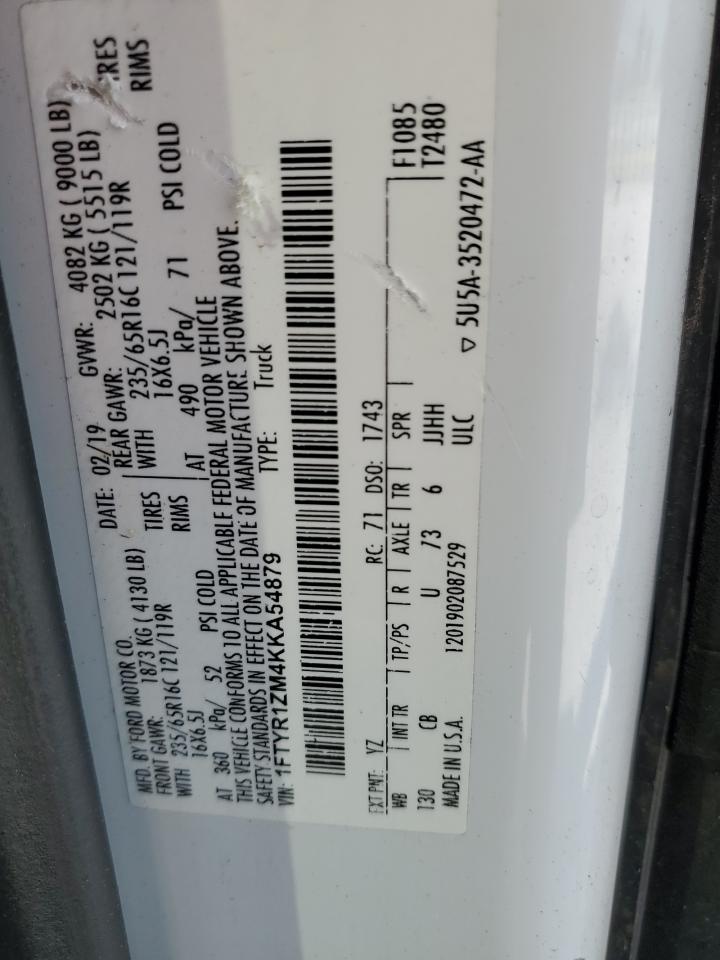 MFD. BY FORD MOTOR CO. DATE: 02/19 GVWR: 4082 KG ( 9000 LB)
FRONT GAWR: 1873 KG ( 4130 LB) REAR GAWR: 2502 KG ( 5515 LB)
WITH 235/65R16C 121/119R TIRES WITH 235/65R16C 121/119R TIRES
16X6.5J RIMS 16X6.5J RIMS
AT 360 kPa/ 52 PSI COLD AT 490 kPa/ 71 PSI COLD
THIS VEHICLE CONFORMS TO ALL APPLICABLE FEDERAL MOTOR VEHICLE
SAFETY STANDARDS IN EFFECT ON THE DATE OF MANUFACTURE SHOWN ABOVE.
VIN: 1FTYR1ZM4KKA54879 TYPE: Truck
EXT PNT: YZ RC: 71 DSO: 1743
WB INT TR TP/PS R AXLE TR SPR F1085
130 CB U 73 6 JJHH T2480
MADE IN U.S.A. 1201902087529 ULC
▽ 5U5A-3520472-AA